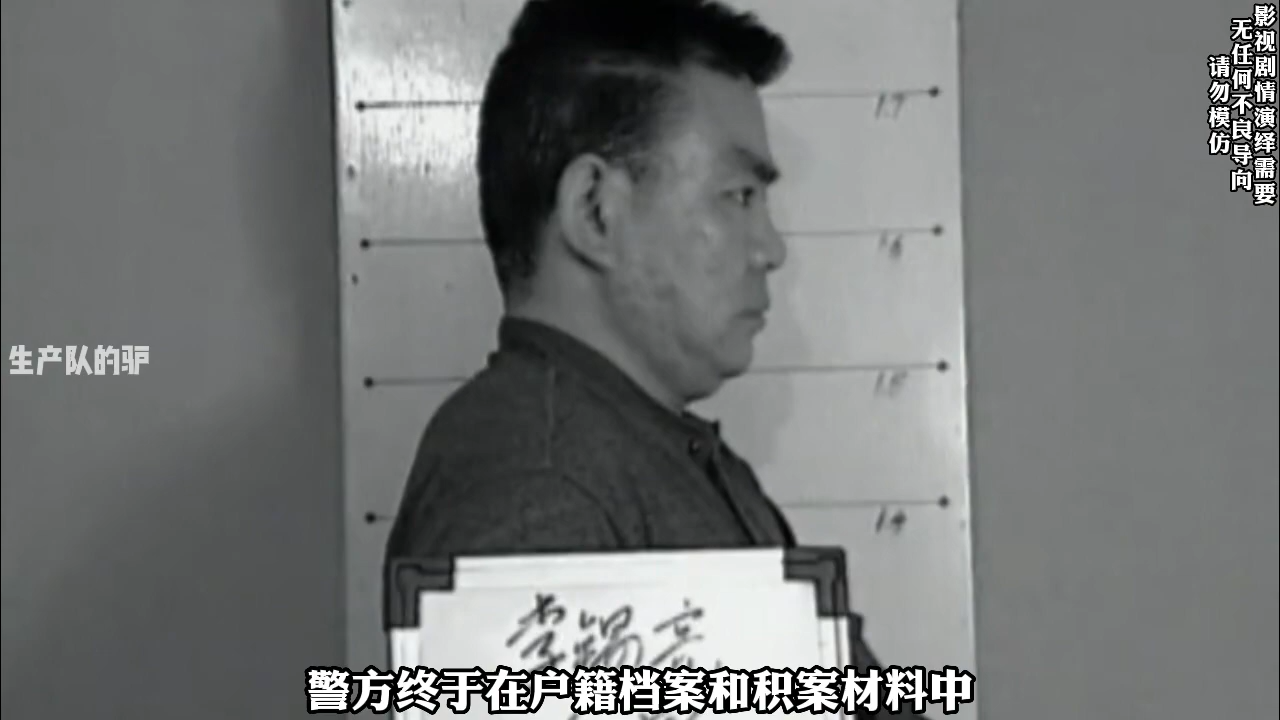 影视剧情演绎需要
无任何不良导向
请勿模仿
17
16
生产队的驴
15
14
警方终于在户籍档案和积案材料中